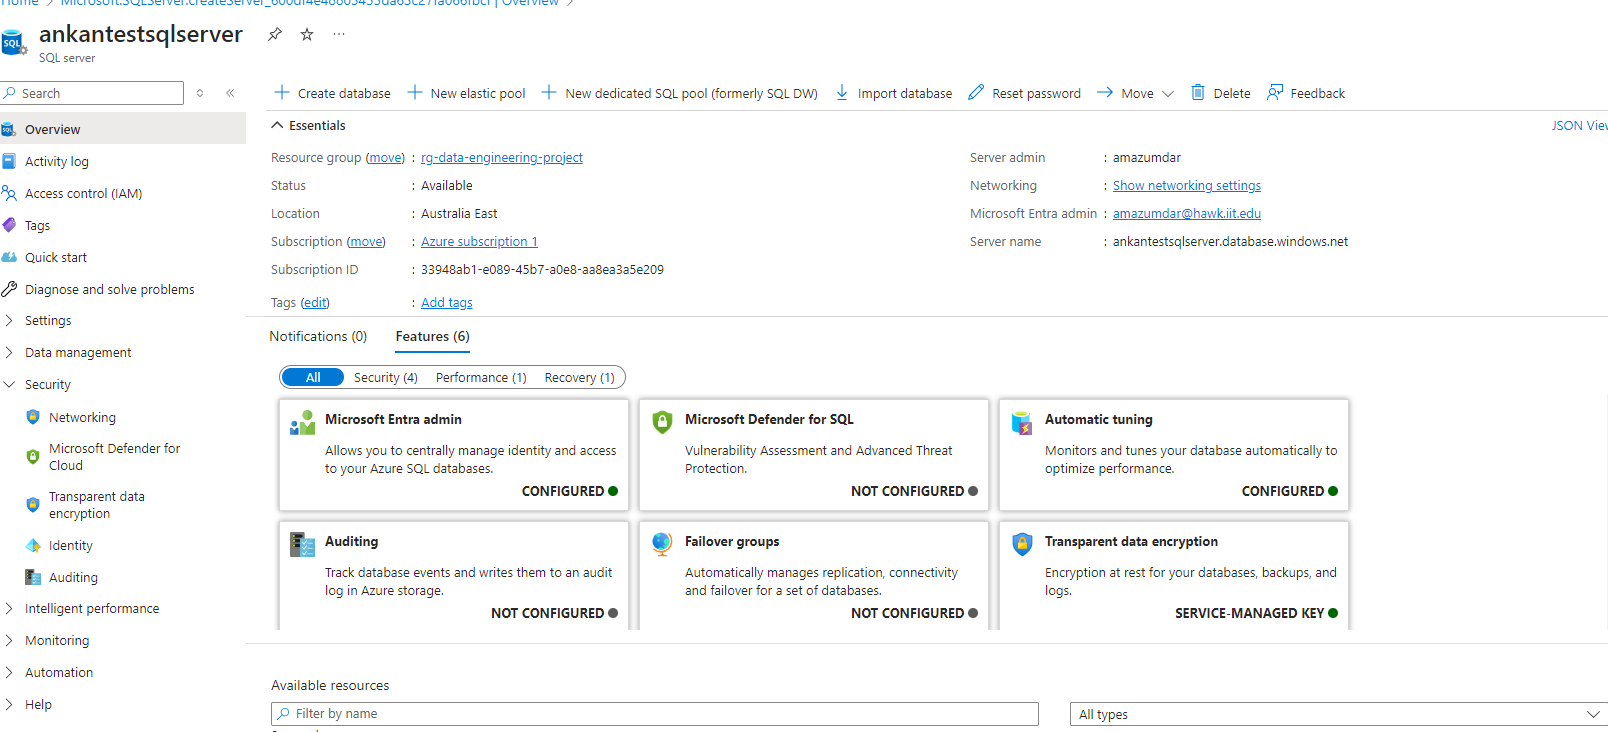 Home > Microsoft.SQLServer.createServer_600df4e48805455da65c271a066fbcf | Overview >
ankantestsqlserver
SQL server
Search
Create database
New elastic pool
New dedicated SQL pool (formerly SQL DW)
Import database
Reset password
Move
Delete
Feedback
Overview
Activity log
Access control (IAM)
Tags
Quick start
Diagnose and solve problems
Settings
Data management
Security
Networking
Microsoft Defender for
Cloud
Transparent data
encryption
Identity
Auditing
Intelligent performance
Monitoring
Automation
Help
Essentials
JSON View
Resource group (move) : rg-data-engineering-project
Status : Available
Location : Australia East
Subscription (move) : Azure subscription 1
Subscription ID : 33948ab1-e089-45b7-a0e8-aa8ea3a5e209
Tags (edit) : Add tags
Server admin : amazumdar
Networking : Show networking settings
Microsoft Entra admin : amazumdar@hawk.iit.edu
Server name : ankantestsqlserver.database.windows.net
Notifications (0)
Features (6)
All
Security (4)
Performance (1)
Recovery (1)
Microsoft Entra admin
Allows you to centrally manage identity and access
to your Azure SQL databases.
CONFIGURED
Microsoft Defender for SQL
Vulnerability Assessment and Advanced Threat
Protection.
NOT CONFIGURED
Automatic tuning
Monitors and tunes your database automatically to
optimize performance.
CONFIGURED
Auditing
Track database events and writes them to an audit
log in Azure storage.
NOT CONFIGURED
Failover groups
Automatically manages replication, connectivity
and failover for a set of databases.
NOT CONFIGURED
Transparent data encryption
Encryption at rest for your databases, backups, and
logs.
SERVICE-MANAGED KEY
Available resources
Filter by name
All types